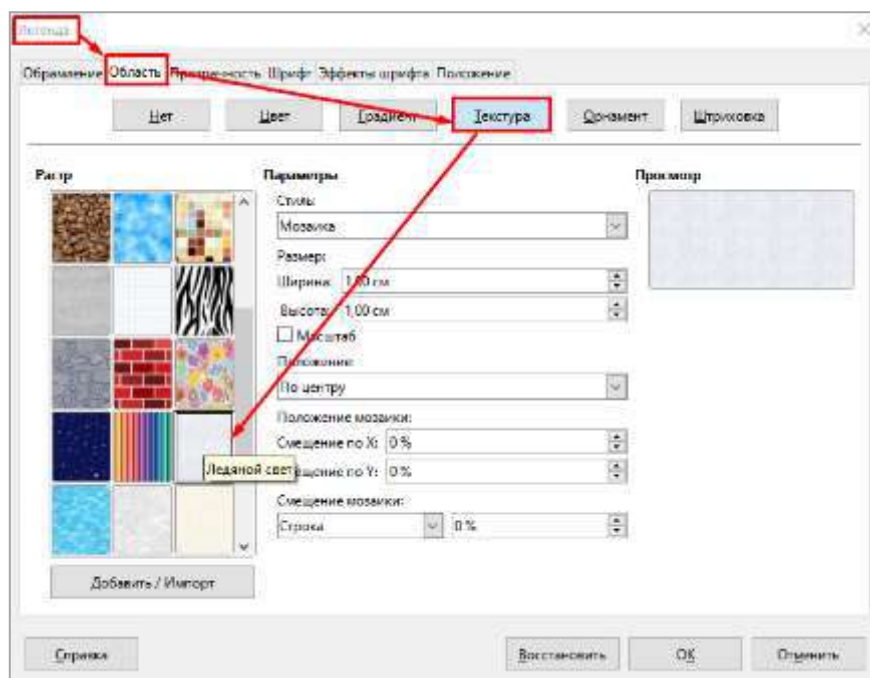 Легенда
Обрамление Область Прозрачность Шрифт Эффекты шрифта Положение
Нет Цвет Градиент Текстура Орнамент Штриховка
Растр Параметры Просмотр
Стиль:
Мозаика
Размер:
Ширина: 1,00 см
Высота: 1,00 см
Масштаб
Положение:
По центру
Положение мозаики:
Смещение по X: 0 %
Ледяной свет
Смещение по Y: 0 %
Смещение мозаики:
Строка 0 %
Добавить / Импорт
Справка Восстановить ОК Отменить